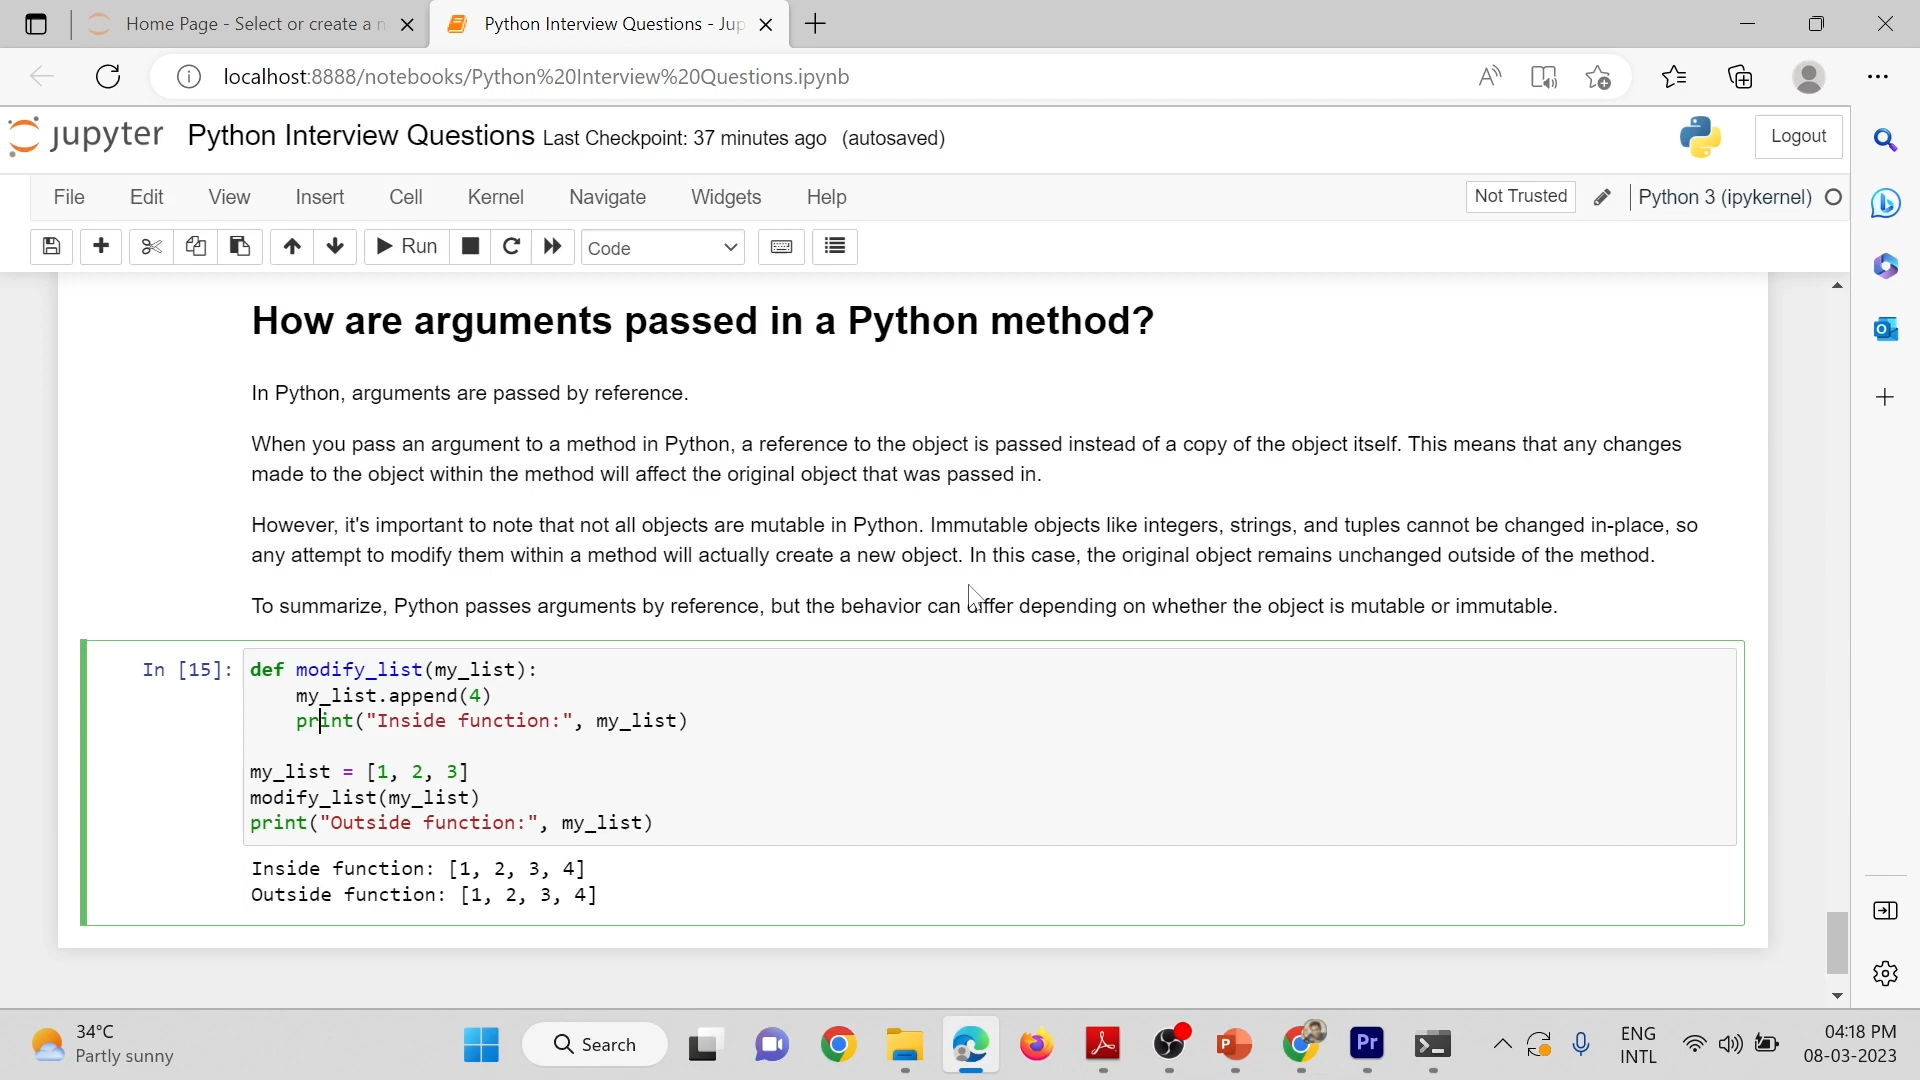 Home Page - Select or create a n
Python Interview Questions - Jup
localhost:8888/notebooks/Python%20Interview%20Questions.ipynb
jupyter Python Interview Questions Last Checkpoint: 37 minutes ago (autosaved)
Logout
File Edit View Insert Cell Kernel Navigate Widgets Help
Not Trusted
Python 3 (ipykernel)
Run
Code
How are arguments passed in a Python method?
In Python, arguments are passed by reference.
When you pass an argument to a method in Python, a reference to the object is passed instead of a copy of the object itself. This means that any changes
made to the object within the method will affect the original object that was passed in.
However, it's important to note that not all objects are mutable in Python. Immutable objects like integers, strings, and tuples cannot be changed in-place, so
any attempt to modify them within a method will actually create a new object. In this case, the original object remains unchanged outside of the method.
To summarize, Python passes arguments by reference, but the behavior can differ depending on whether the object is mutable or immutable.
In [15]: def modify_list(my_list):
my_list.append(4)
print("Inside function:", my_list)
my_list = [1, 2, 3]
modify_list(my_list)
print("Outside function:", my_list)
Inside function: [1, 2, 3, 4]
Outside function: [1, 2, 3, 4]
34°C
Partly sunny
Search
Pr
ENG
INTL
04:18 PM
08-03-2023